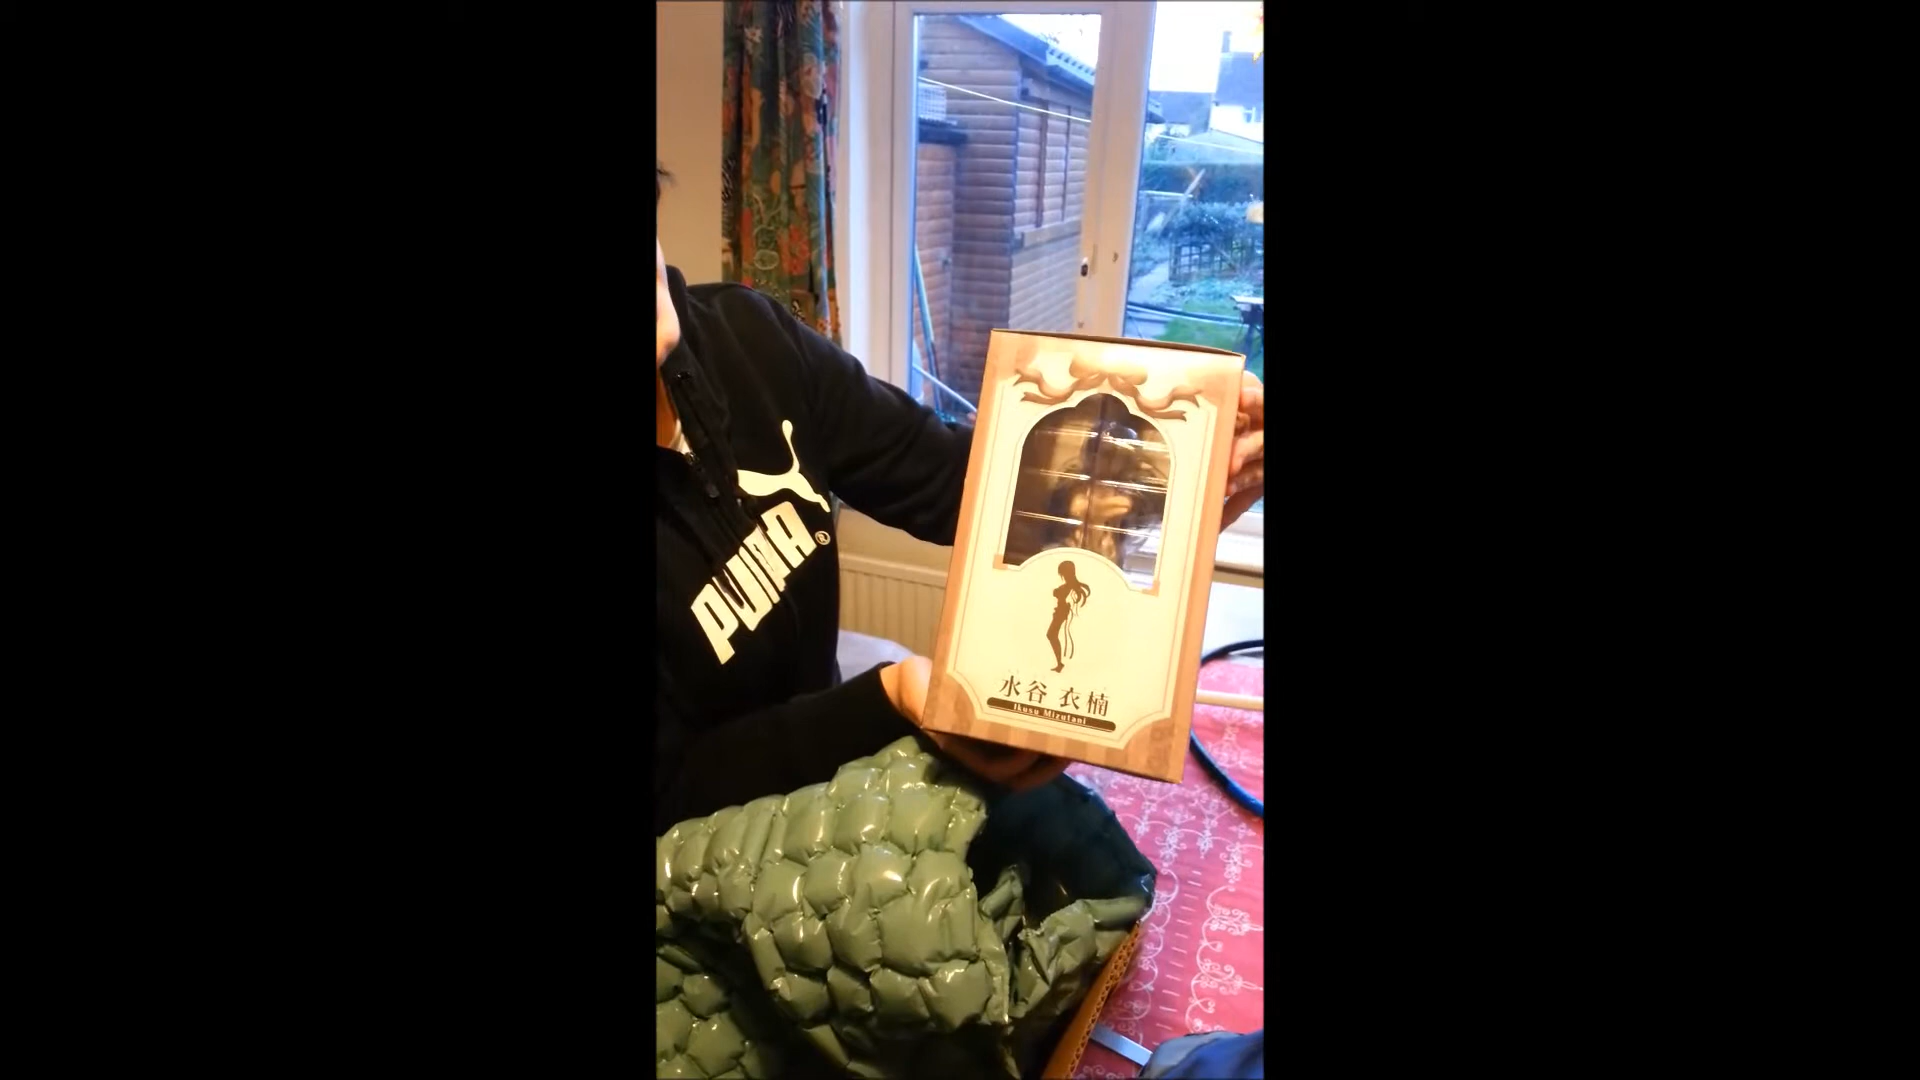 PUMA®
水谷 衣楠
Ikusu Mizutani